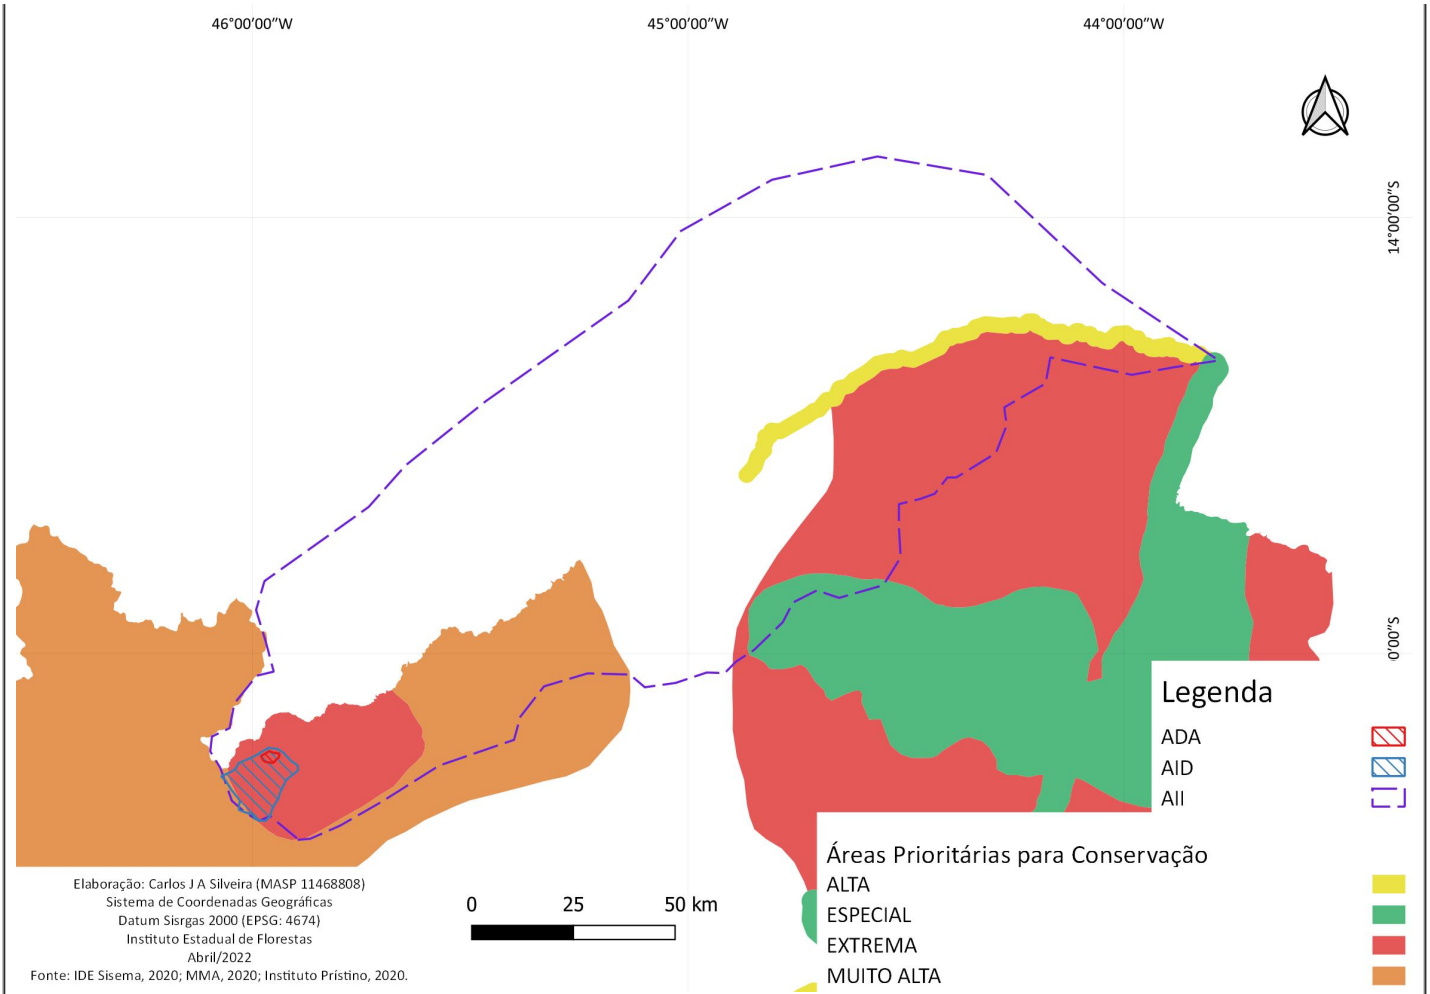 46°00'00"W
45°00'00"W
44°00'00"W
14°00'00"S
0'00"S
Legenda
ADA
AID
AII
Áreas Prioritárias para Conservação
ALTA
ESPECIAL
EXTREMA
MUITO ALTA
Elaboração: Carlos J A Silveira (MASP 11468808)
Sistema de Coordenadas Geográficas
Datum Sisrgas 2000 (EPSG: 4674)
Instituto Estadual de Florestas
Abril/2022
Fonte: IDE Sisema, 2020; MMA, 2020; Instituto Prístino, 2020.
0 25 50 km